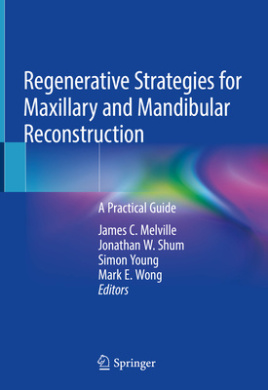 Regenerative Strategies for
Maxillary and Mandibular
Reconstruction
A Practical Guide
James C. Melville
Jonathan W. Shum
Simon Young
Mark E. Wong
Editors
Springer